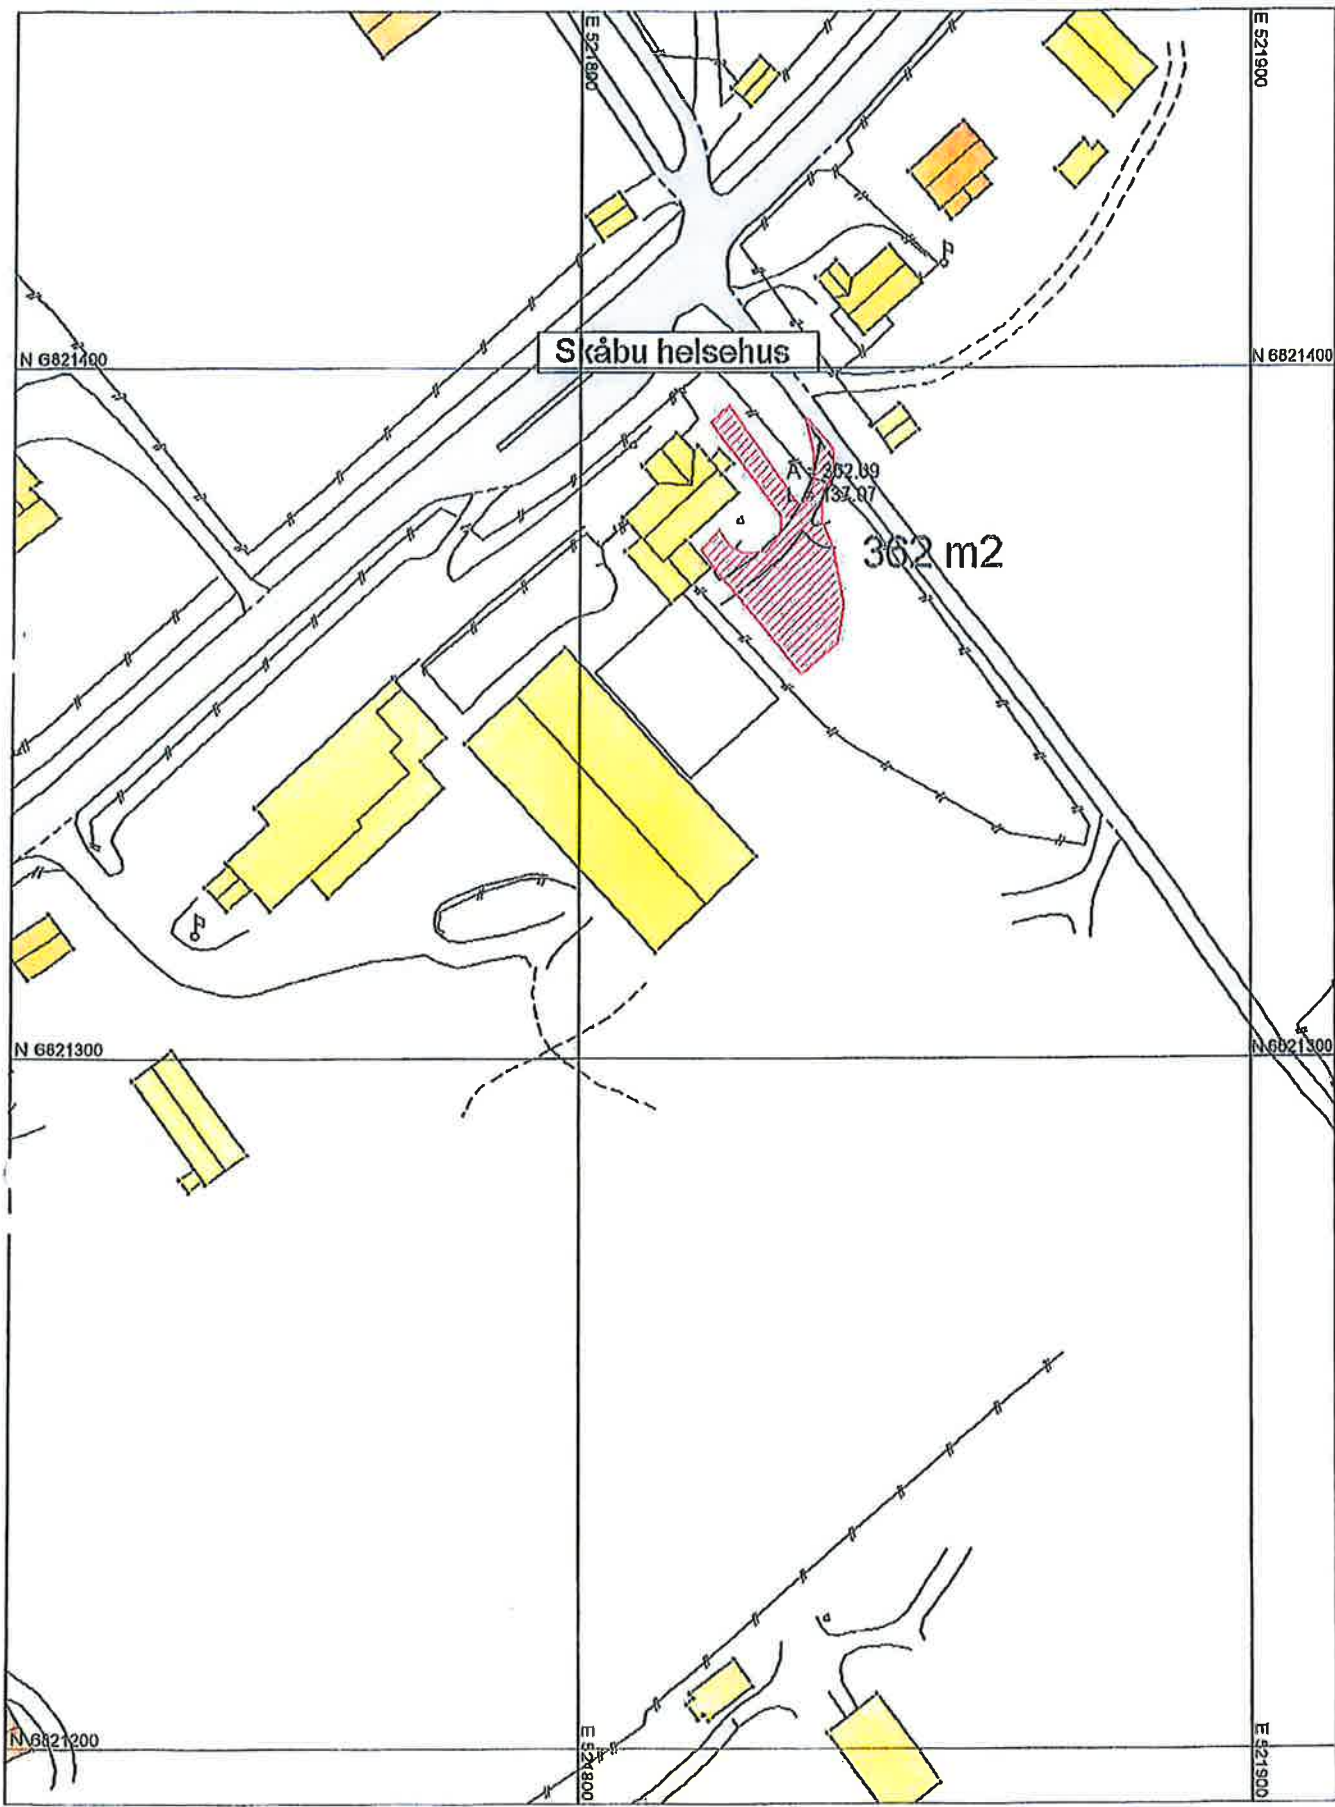 E 521800
E 521900
N 6821400
Skåbu helsehus
N 6821400
A = 362.09
L = 137.07
362 m2
N 6821300
N 6821300
N 6821200
E 521800
E 521900